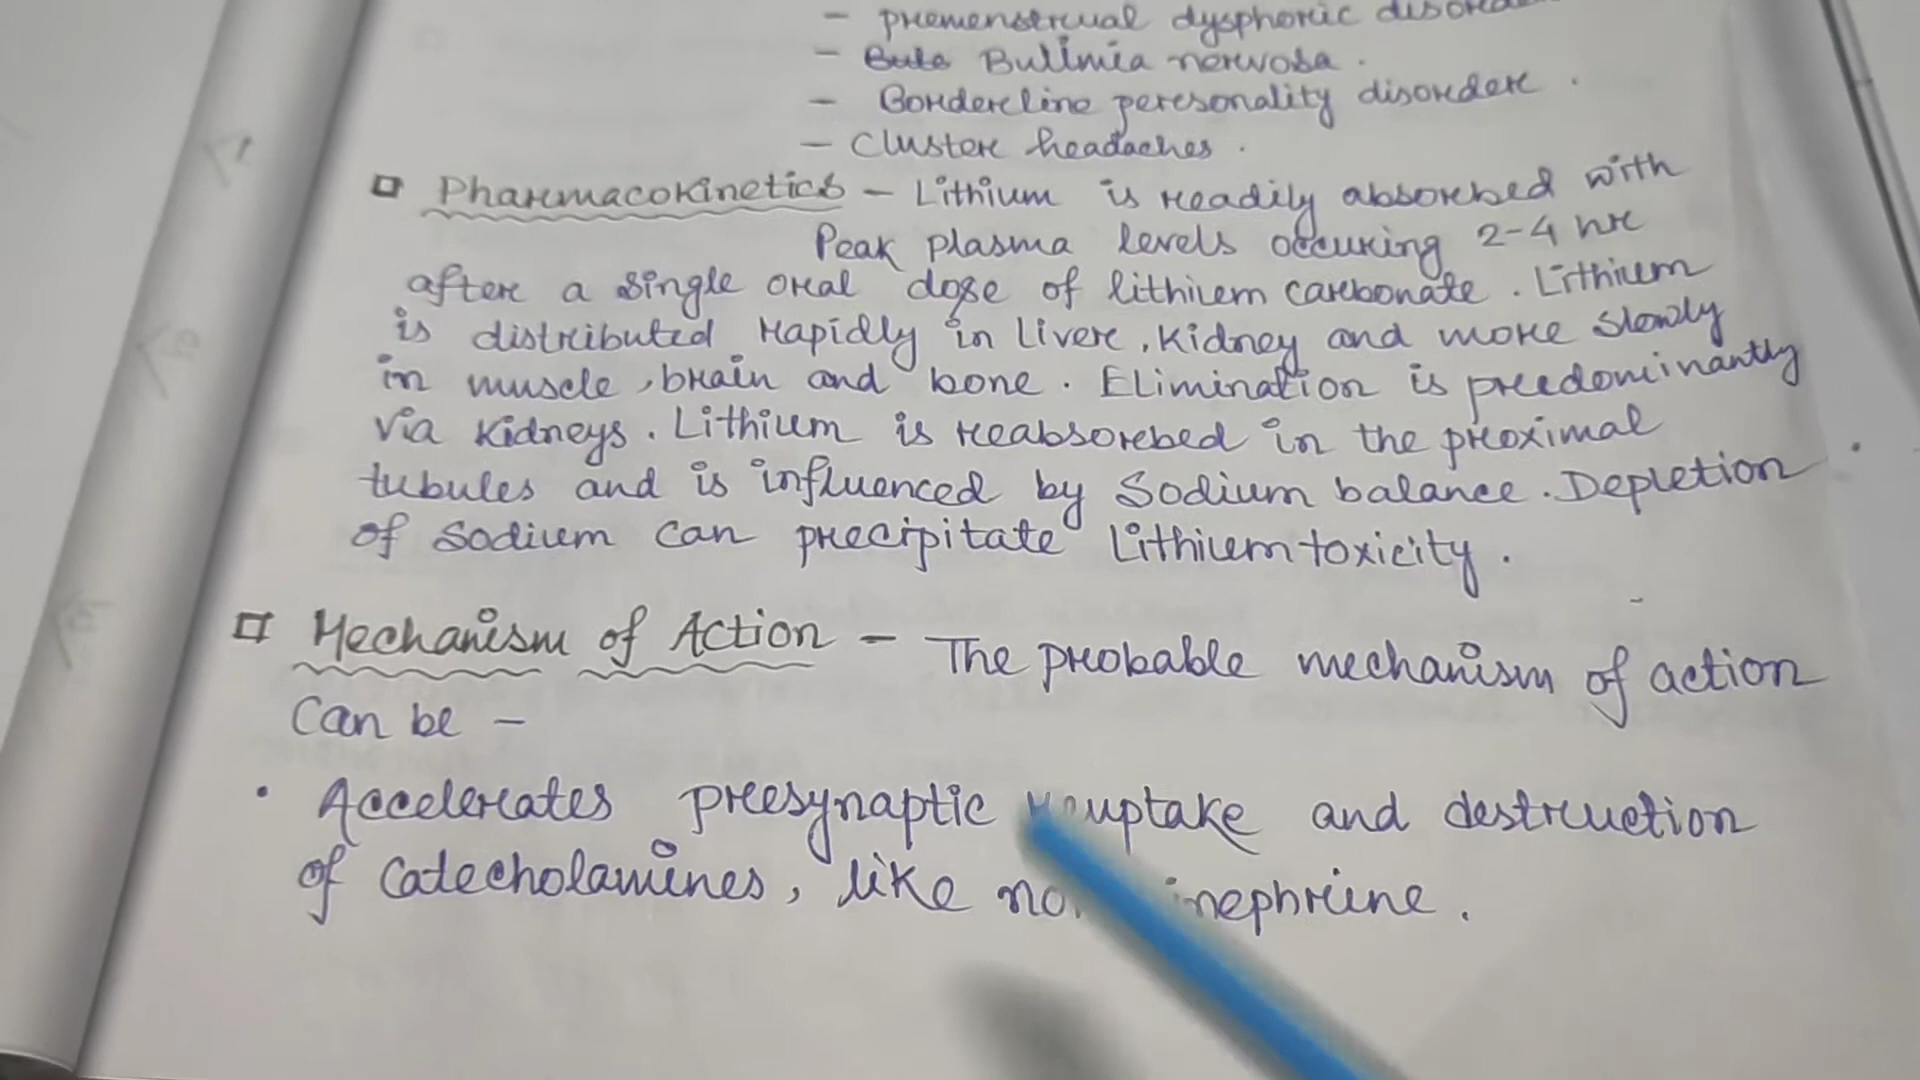 - premenstrual dysphoric
- Bulimia nervosa.
- Borderline personality disorder.
- Cluster headaches.
Pharmacokinetics - Lithium is readily absorbed with
Peak plasma levels occuring 2-4 hr
after a single oral dose of lithium carbonate. Lithium
is distributed rapidly in liver, kidney and more slowly
in muscle, brain and bone. Elimination is predominantly
via kidneys. Lithium is reabsorbed in the proximal
tubules and is influenced by sodium balance. Depletion
of sodium can precipitate Lithium toxicity.
Mechanism of Action - The probable mechanism of action
Can be -
• Accelerates presynaptic reuptake and destruction
of catecholamines, like